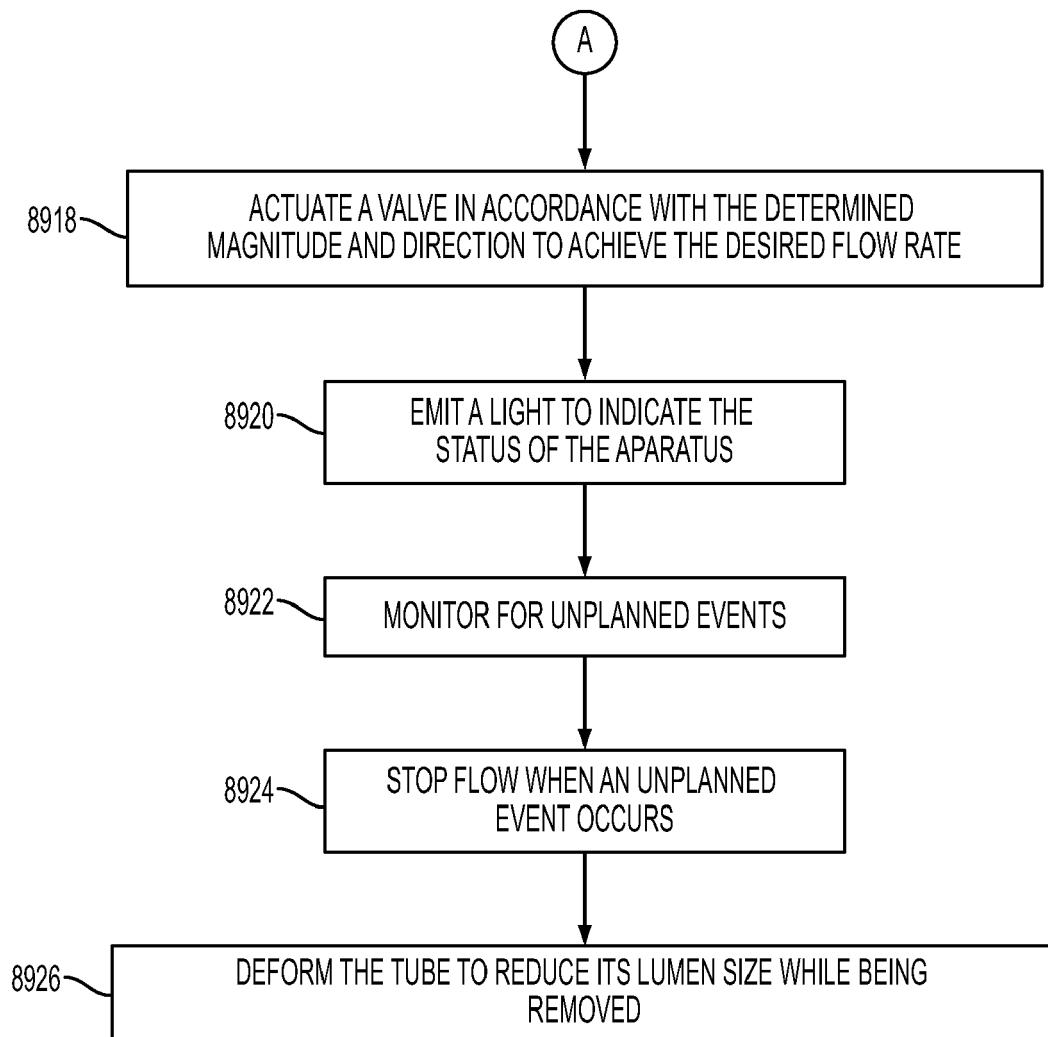 A
8918
ACTUATE A VALVE IN ACCORDANCE WITH THE DETERMINED
MAGNITUDE AND DIRECTION TO ACHIEVE THE DESIRED FLOW RATE
8920
EMIT A LIGHT TO INDICATE THE
STATUS OF THE APARATUS
8922
MONITOR FOR UNPLANNED EVENTS
8924
STOP FLOW WHEN AN UNPLANNED
EVENT OCCURS
8926
DEFORM THE TUBE TO REDUCE ITS LUMEN SIZE WHILE BEING
REMOVED